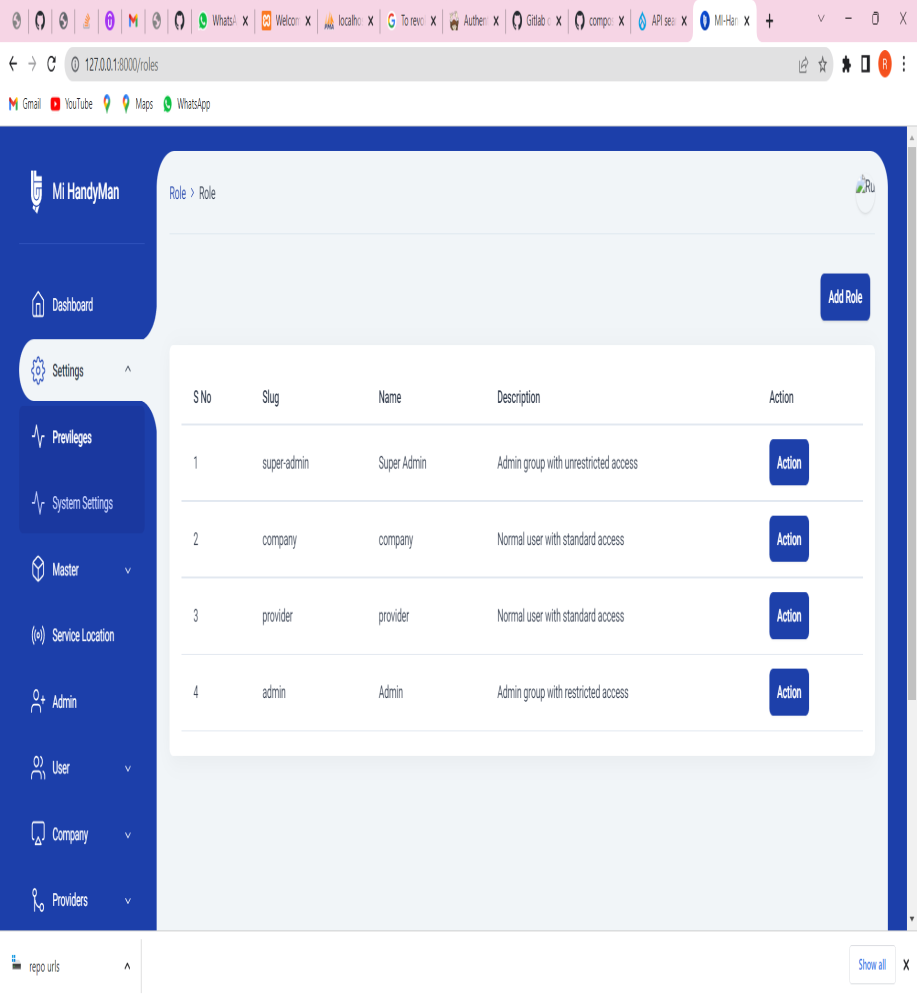 WhatsA
Welcom
localho
To revok
Authent
Gitlab c
compos
API sea
MI-Han
127.0.0.1:8000/roles
R
Gmail YouTube Maps WhatsApp
Mi HandyMan
Role > Role
Ru
Dashboard
Add Role
Settings
Previleges
System Settings
Master
Service Location
Admin
User
Company
Providers
S No Slug Name Description Action
1 super-admin Super Admin Admin group with unrestricted access Action
2 company company Normal user with standard access Action
3 provider provider Normal user with standard access Action
4 admin Admin Admin group with restricted access Action
repo urls
Show all